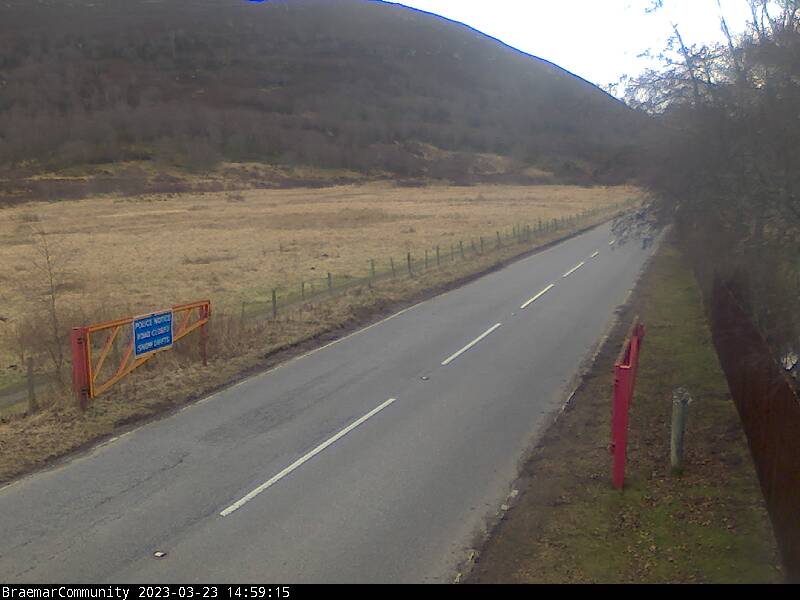 POLICE NOTICE
ROAD CLOSED
SNOW DRIFTS
BraemarCommunity 2023-03-23 14:59:15